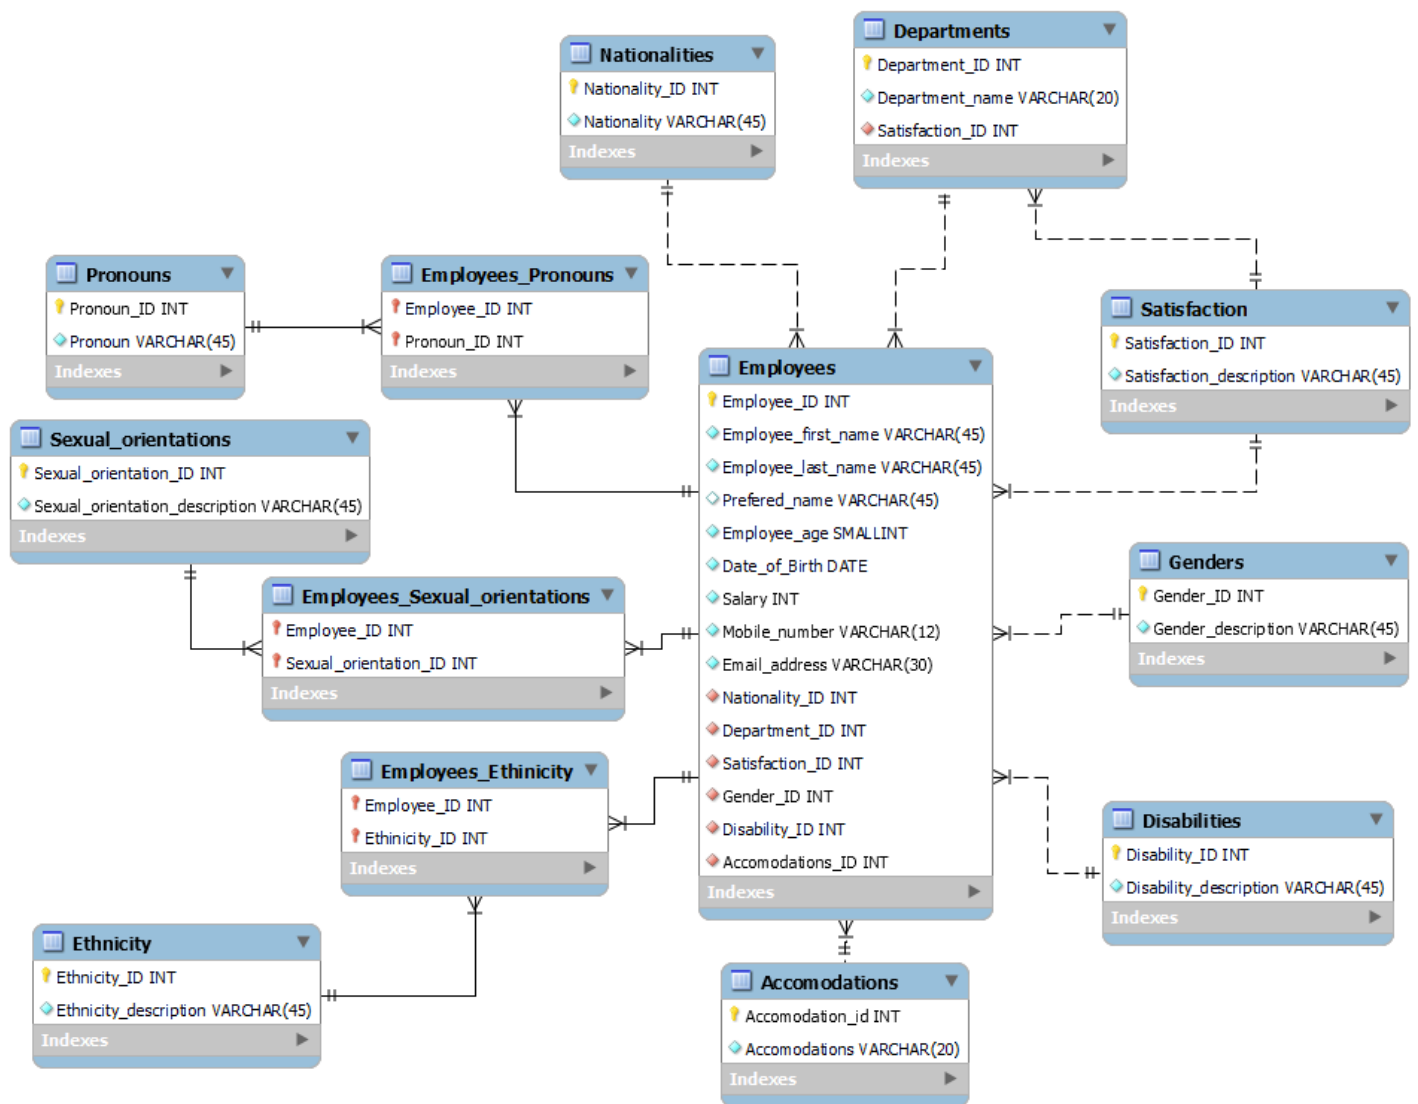 Nationalities
Nationality_ID INT
Nationality VARCHAR(45)
Indexes
Departments
Department_ID INT
Department_name VARCHAR(20)
Satisfaction_ID INT
Indexes
Pronouns
Pronoun_ID INT
Pronoun VARCHAR(45)
Indexes
Employees_Pronouns
Employee_ID INT
Pronoun_ID INT
Indexes
Satisfaction
Satisfaction_ID INT
Satisfaction_description VARCHAR(45)
Indexes
Employees
Employee_ID INT
Employee_first_name VARCHAR(45)
Employee_last_name VARCHAR(45)
Prefered_name VARCHAR(45)
Employee_age SMALLINT
Date_of_Birth DATE
Salary INT
Mobile_number VARCHAR(12)
Email_address VARCHAR(30)
Nationality_ID INT
Department_ID INT
Satisfaction_ID INT
Gender_ID INT
Disability_ID INT
Accomodations_ID INT
Indexes
Sexual_orientations
Sexual_orientation_ID INT
Sexual_orientation_description VARCHAR(45)
Indexes
Genders
Gender_ID INT
Gender_description VARCHAR(45)
Indexes
Employees_Sexual_orientations
Employee_ID INT
Sexual_orientation_ID INT
Indexes
Employees_Ethinicity
Employee_ID INT
Ethinicity_ID INT
Indexes
Disabilities
Disability_ID INT
Disability_description VARCHAR(45)
Indexes
Ethnicity
Ethnicity_ID INT
Ethnicity_description VARCHAR(45)
Indexes
Accomodations
Accomodation_id INT
Accomodations VARCHAR(20)
Indexes